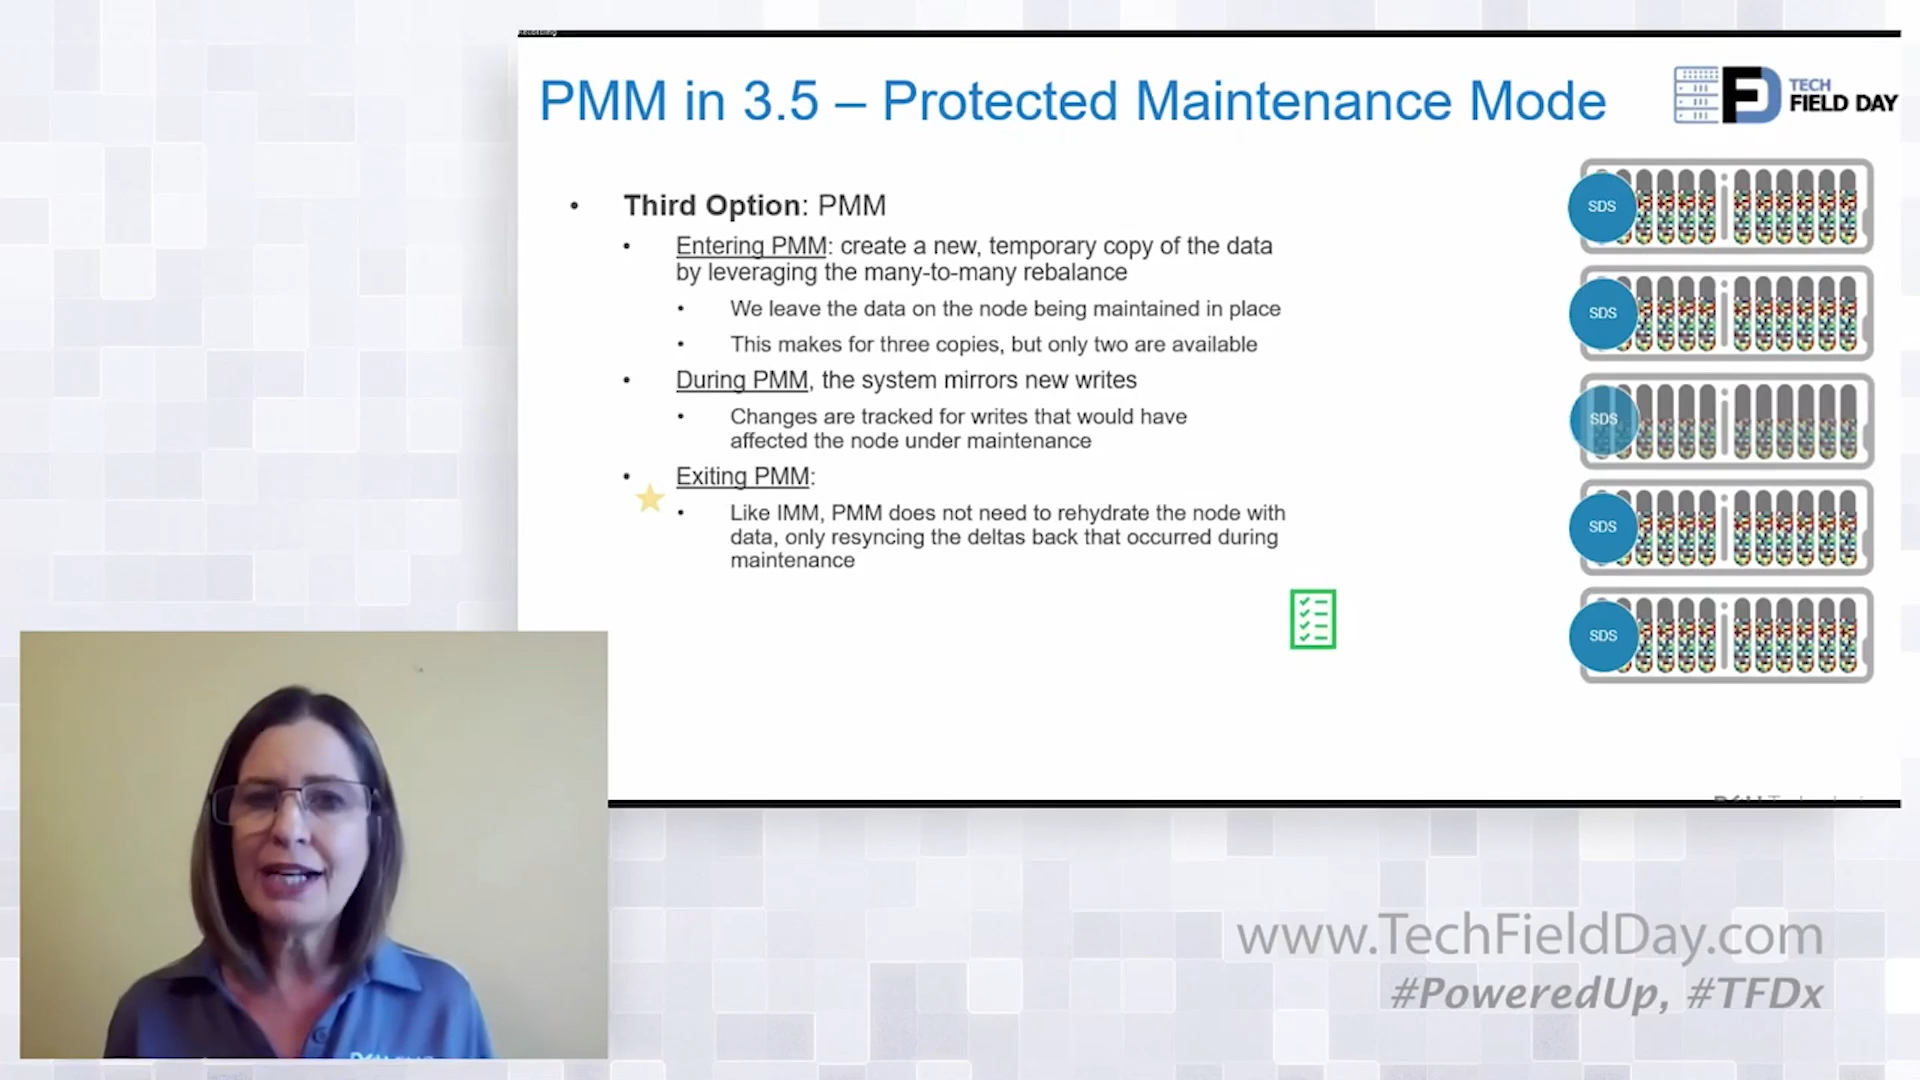 Recording
PMM in 3.5 – Protected Maintenance Mode
TECH
FIELD DAY
• Third Option: PMM
• Entering PMM: create a new, temporary copy of the data
by leveraging the many-to-many rebalance
• We leave the data on the node being maintained in place
• This makes for three copies, but only two are available
• During PMM, the system mirrors new writes
• Changes are tracked for writes that would have
affected the node under maintenance
• Exiting PMM:
• Like IMM, PMM does not need to rehydrate the node with
data, only resyncing the deltas back that occurred during
maintenance
SDS
SDS
SDS
SDS
SDS
www.TechFieldDay.com
#PoweredUp, #TFDx